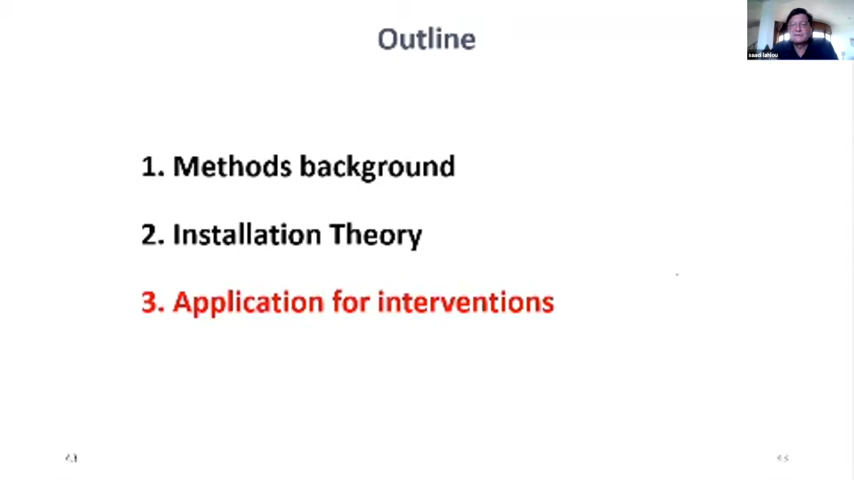 Outline
saadi lahlou
1. Methods background
2. Installation Theory
3. Application for interventions